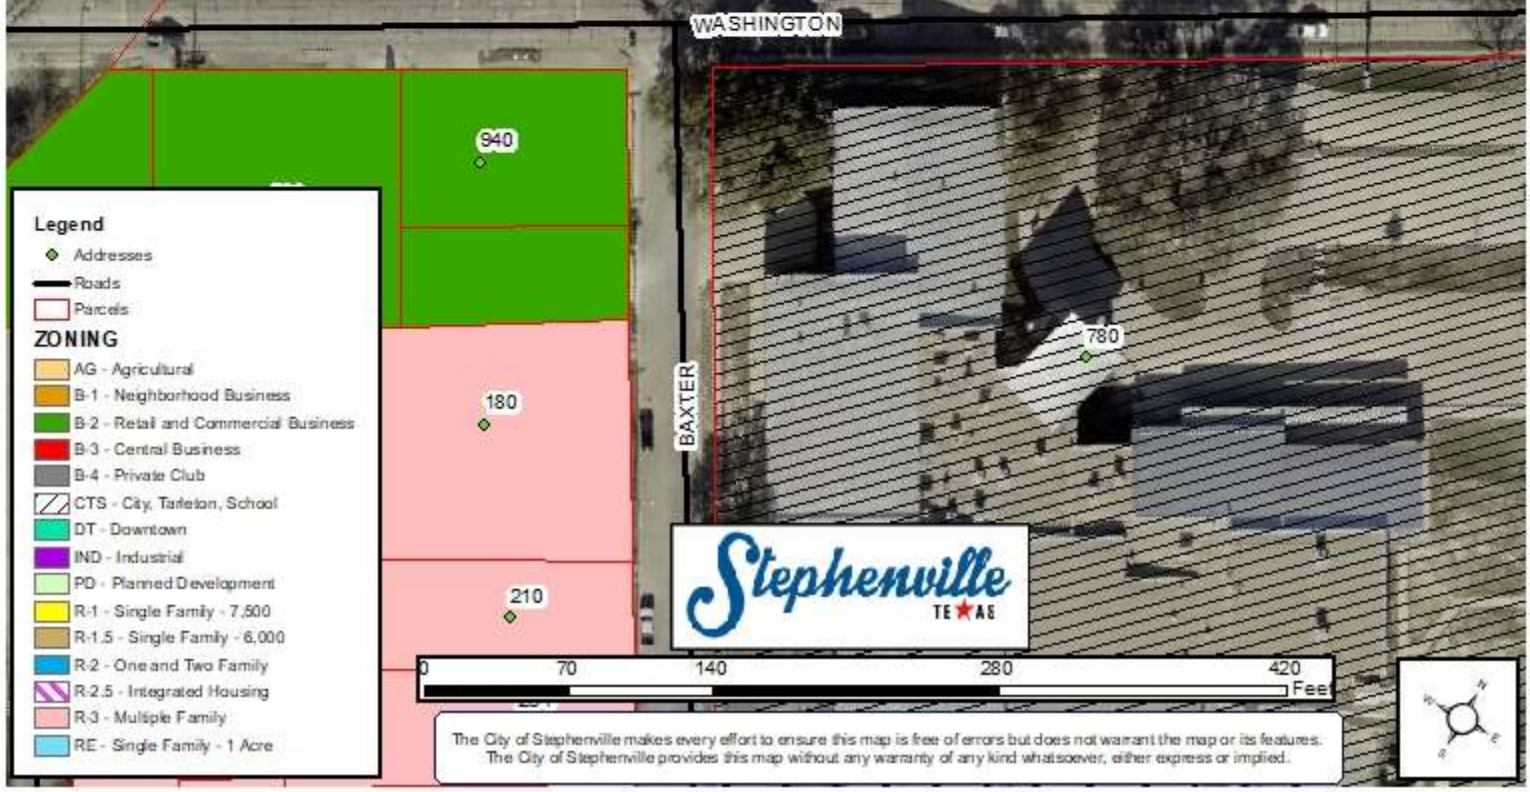 WASHINGTON
940
Legend
Addresses
Roads
Parcels
ZONING
AG - Agricultural
B-1 - Neighborhood Business
B-2 - Retail and Commercial Business
B-3 - Central Business
B-4 - Private Club
CTS - City, Tarleton, School
DT - Downtown
IND - Industrial
PD - Planned Development
R-1 - Single Family - 7,500
R-1.5 - Single Family - 6,000
R-2 - One and Two Family
R-2.5 - Integrated Housing
R-3 - Multiple Family
RE - Single Family - 1 Acre
780
180
BAXTER
210
Stephenville
TEXAS
0 70 140 280 420
Feet
The City of Stephenville makes every effort to ensure this map is free of errors but does not warrant the map or its features.
The City of Stephenville provides this map without any warranty of any kind whatsoever, either express or implied.
N
W
E
S